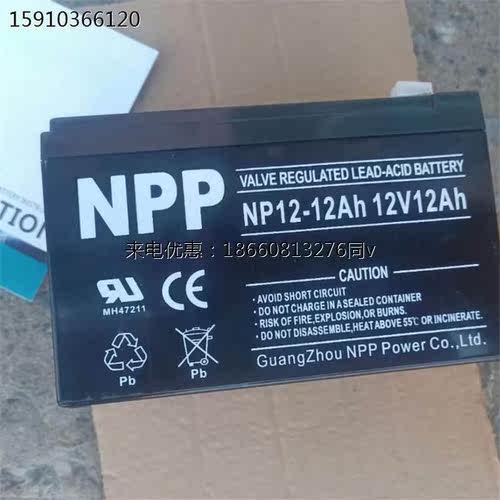 15910366120
TION
NPP
VALVE REGULATED LEAD-ACID BATTERY
NP12-12Ah 12V12Ah
来电优惠：18660813276同v
MH47211
CE
CAUTION
• AVOID SHORT CIRCUIT
• DO NOT CHARGE IN A SEALED CONTAINER
• RISK OF FIRE,EXPLOSION,OR BURNS.
• DO NOT DISASSEMBLE,HEAT ABOVE 55℃ OR INCINERATE
Pb
Pb
GuangZhou NPP Power Co.,Ltd.